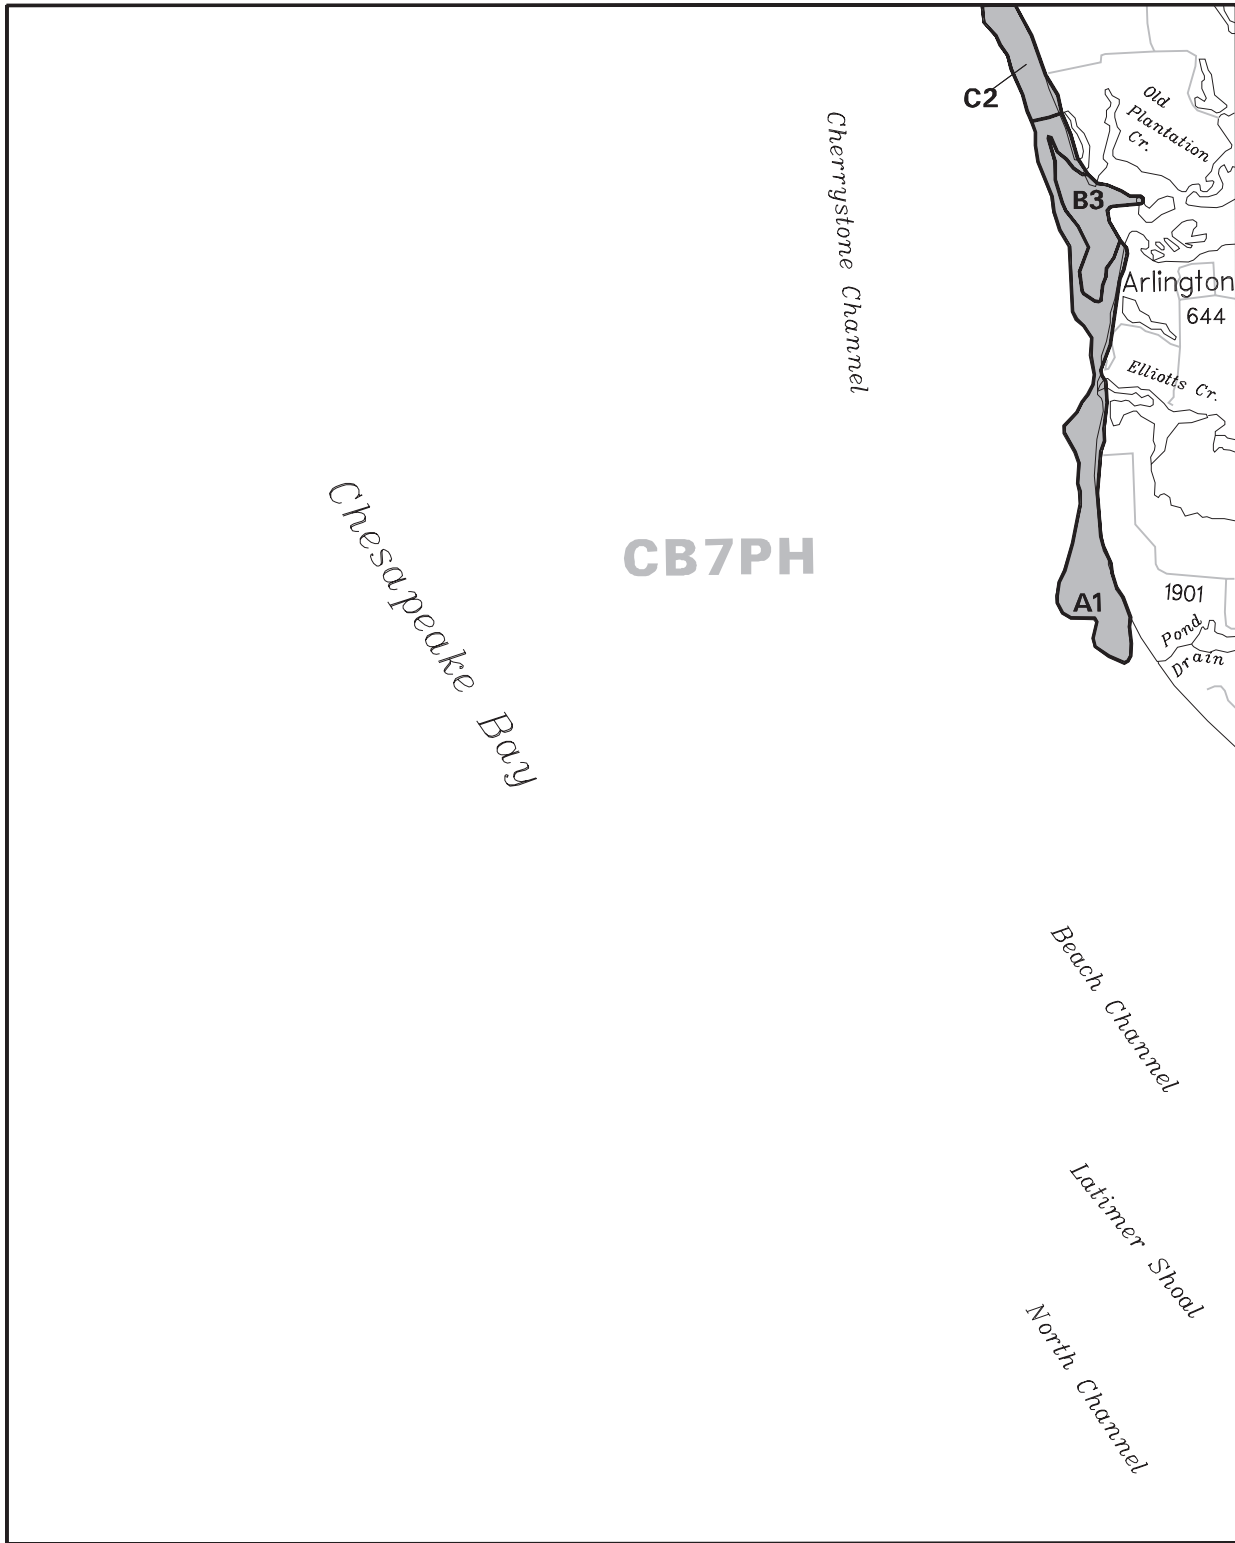 C2
Old
Plantation
Cr.
Cherrystone Channel
B3
Arlington
644
Elliotts Cr.
Chesapeake Bay
CB7PH
A1
1901
Pond
Drain
Beach Channel
Latimer Shoal
North Channel